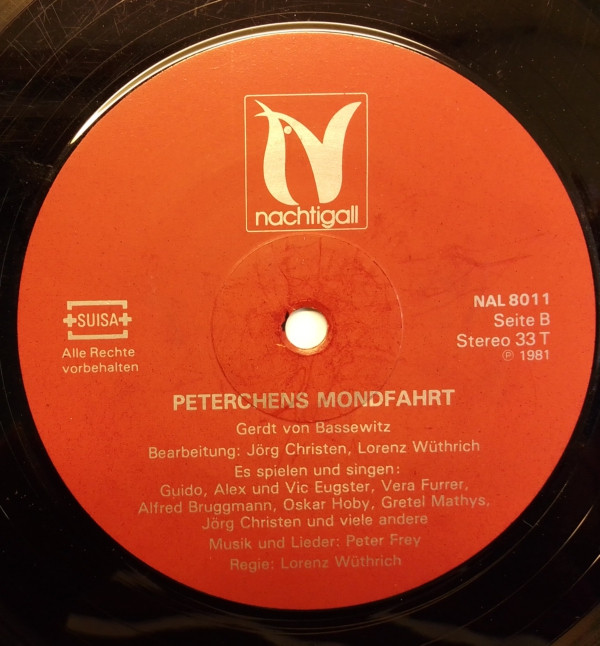 nachtigall
+SUISA+
Alle Rechte
vorbehalten
NAL 8011
Seite B
Stereo 33 T
℗ 1981
PETERCHENS MONDFAHRT
Gerdt von Bassewitz
Bearbeitung: Jörg Christen, Lorenz Wüthrich
Es spielen und singen:
Guido, Alex und Vic Eugster, Vera Furrer,
Alfred Bruggmann, Oskar Hoby, Gretel Mathys,
Jörg Christen und viele andere
Musik und Lieder: Peter Frey
Regie: Lorenz Wüthrich